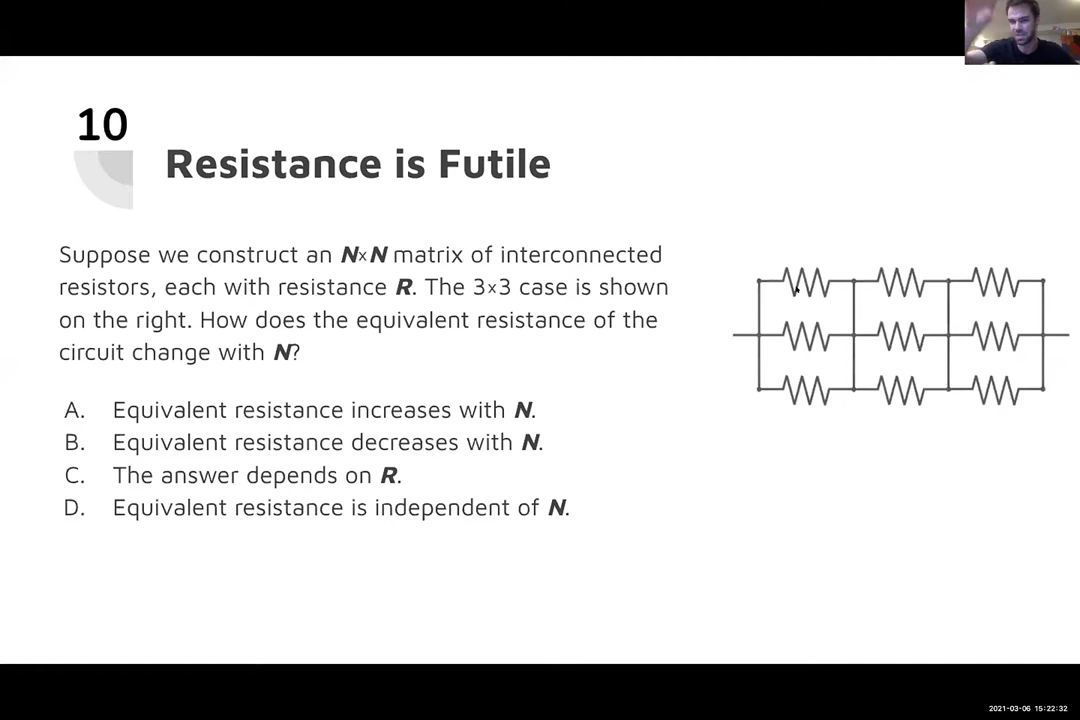 10
Resistance is Futile
Suppose we construct an N×N matrix of interconnected
resistors, each with resistance R. The 3×3 case is shown
on the right. How does the equivalent resistance of the
circuit change with N?
A. Equivalent resistance increases with N.
B. Equivalent resistance decreases with N.
C. The answer depends on R.
D. Equivalent resistance is independent of N.
2021-03-06 15:22:32